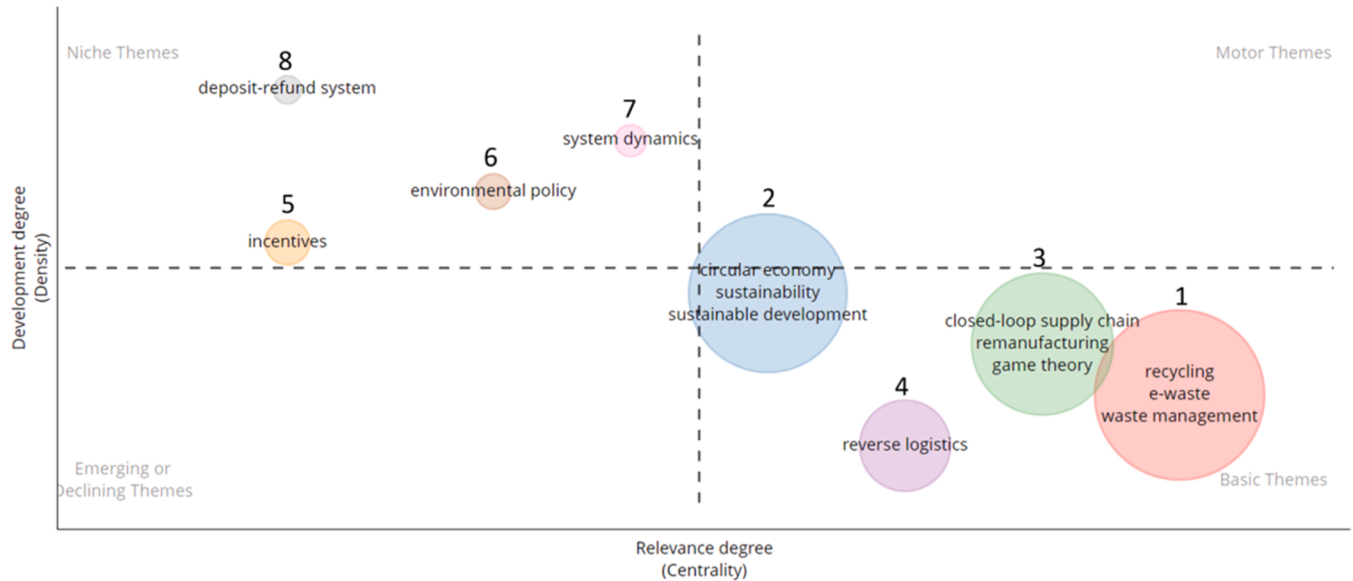 Niche Themes
Motor Themes
8
deposit-refund system
7
system dynamics
6
environmental policy
5
incentives
2
circular economy
sustainability
sustainable development
3
closed-loop supply chain
remanufacturing
game theory
1
recycling
e-waste
waste management
4
reverse logistics
Emerging or
Declining Themes
Basic Themes
Development degree
(Density)
Relevance degree
(Centrality)